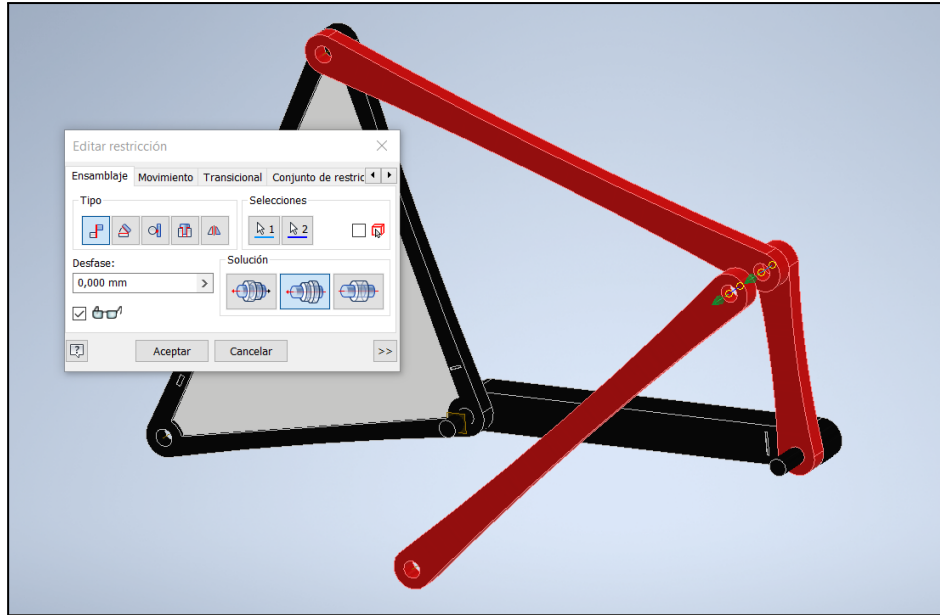 Editar restricción
Ensamblaje Movimiento Transicional Conjunto de restric
Tipo
Selecciones
1 2
Desfase:
Solución
0,000 mm >
Aceptar Cancelar >>